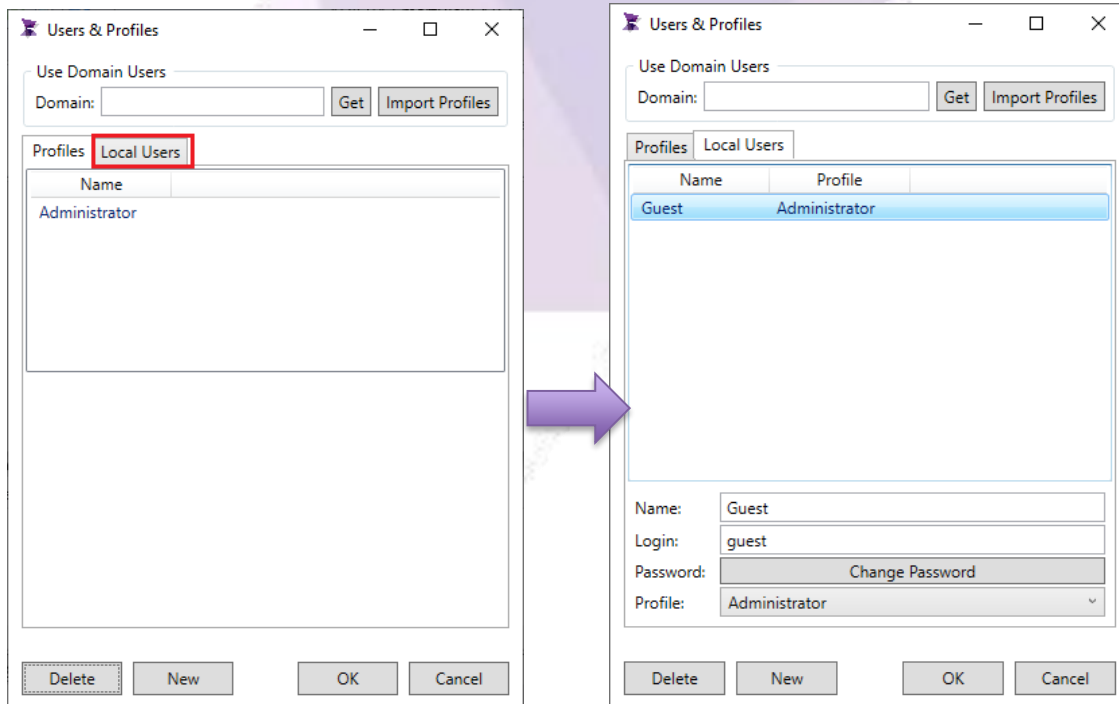 Users & Profiles
Use Domain Users
Domain: Get Import Profiles
Profiles Local Users
Name
Administrator
Delete New OK Cancel
Users & Profiles
Use Domain Users
Domain: Get Import Profiles
Profiles Local Users
Name Profile
Guest Administrator
Name: Guest
Login: guest
Password: Change Password
Profile: Administrator
Delete New OK Cancel